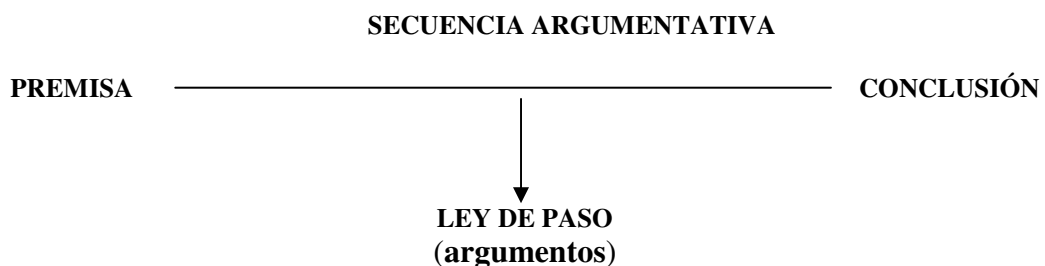 SECUENCIA ARGUMENTATIVA
PREMISA CONCLUSIÓN
LEY DE PASO
(argumentos)